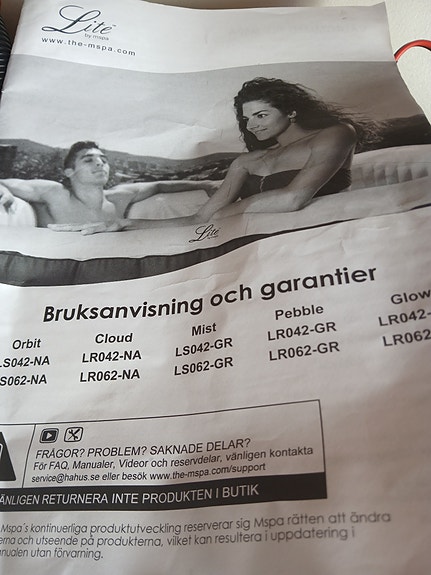 Lite
by mspa
www.the-mspa.com
Lite
Bruksanvisning och garantier
Orbit Cloud Mist Pebble Glow
LS042-NA LR042-NA LS042-GR LR042-GR LR042-
LS062-NA LR062-NA LS062-GR LR062-GR LR062
FRÅGOR? PROBLEM? SAKNADE DELAR?
För FAQ, Manualer, Videor och reservdelar, vänligen kontakta
service@hahus.se eller besök www.the-mspa.com/support
ÄNLIGEN RETURNERA INTE PRODUKTEN I BUTIK
Mspa´s kontinuerliga produktutveckling reserverar sig Mspa rätten att ändra
erna och utseende på produkterna, vilket kan resultera i uppdatering i
nualen utan förvarning.